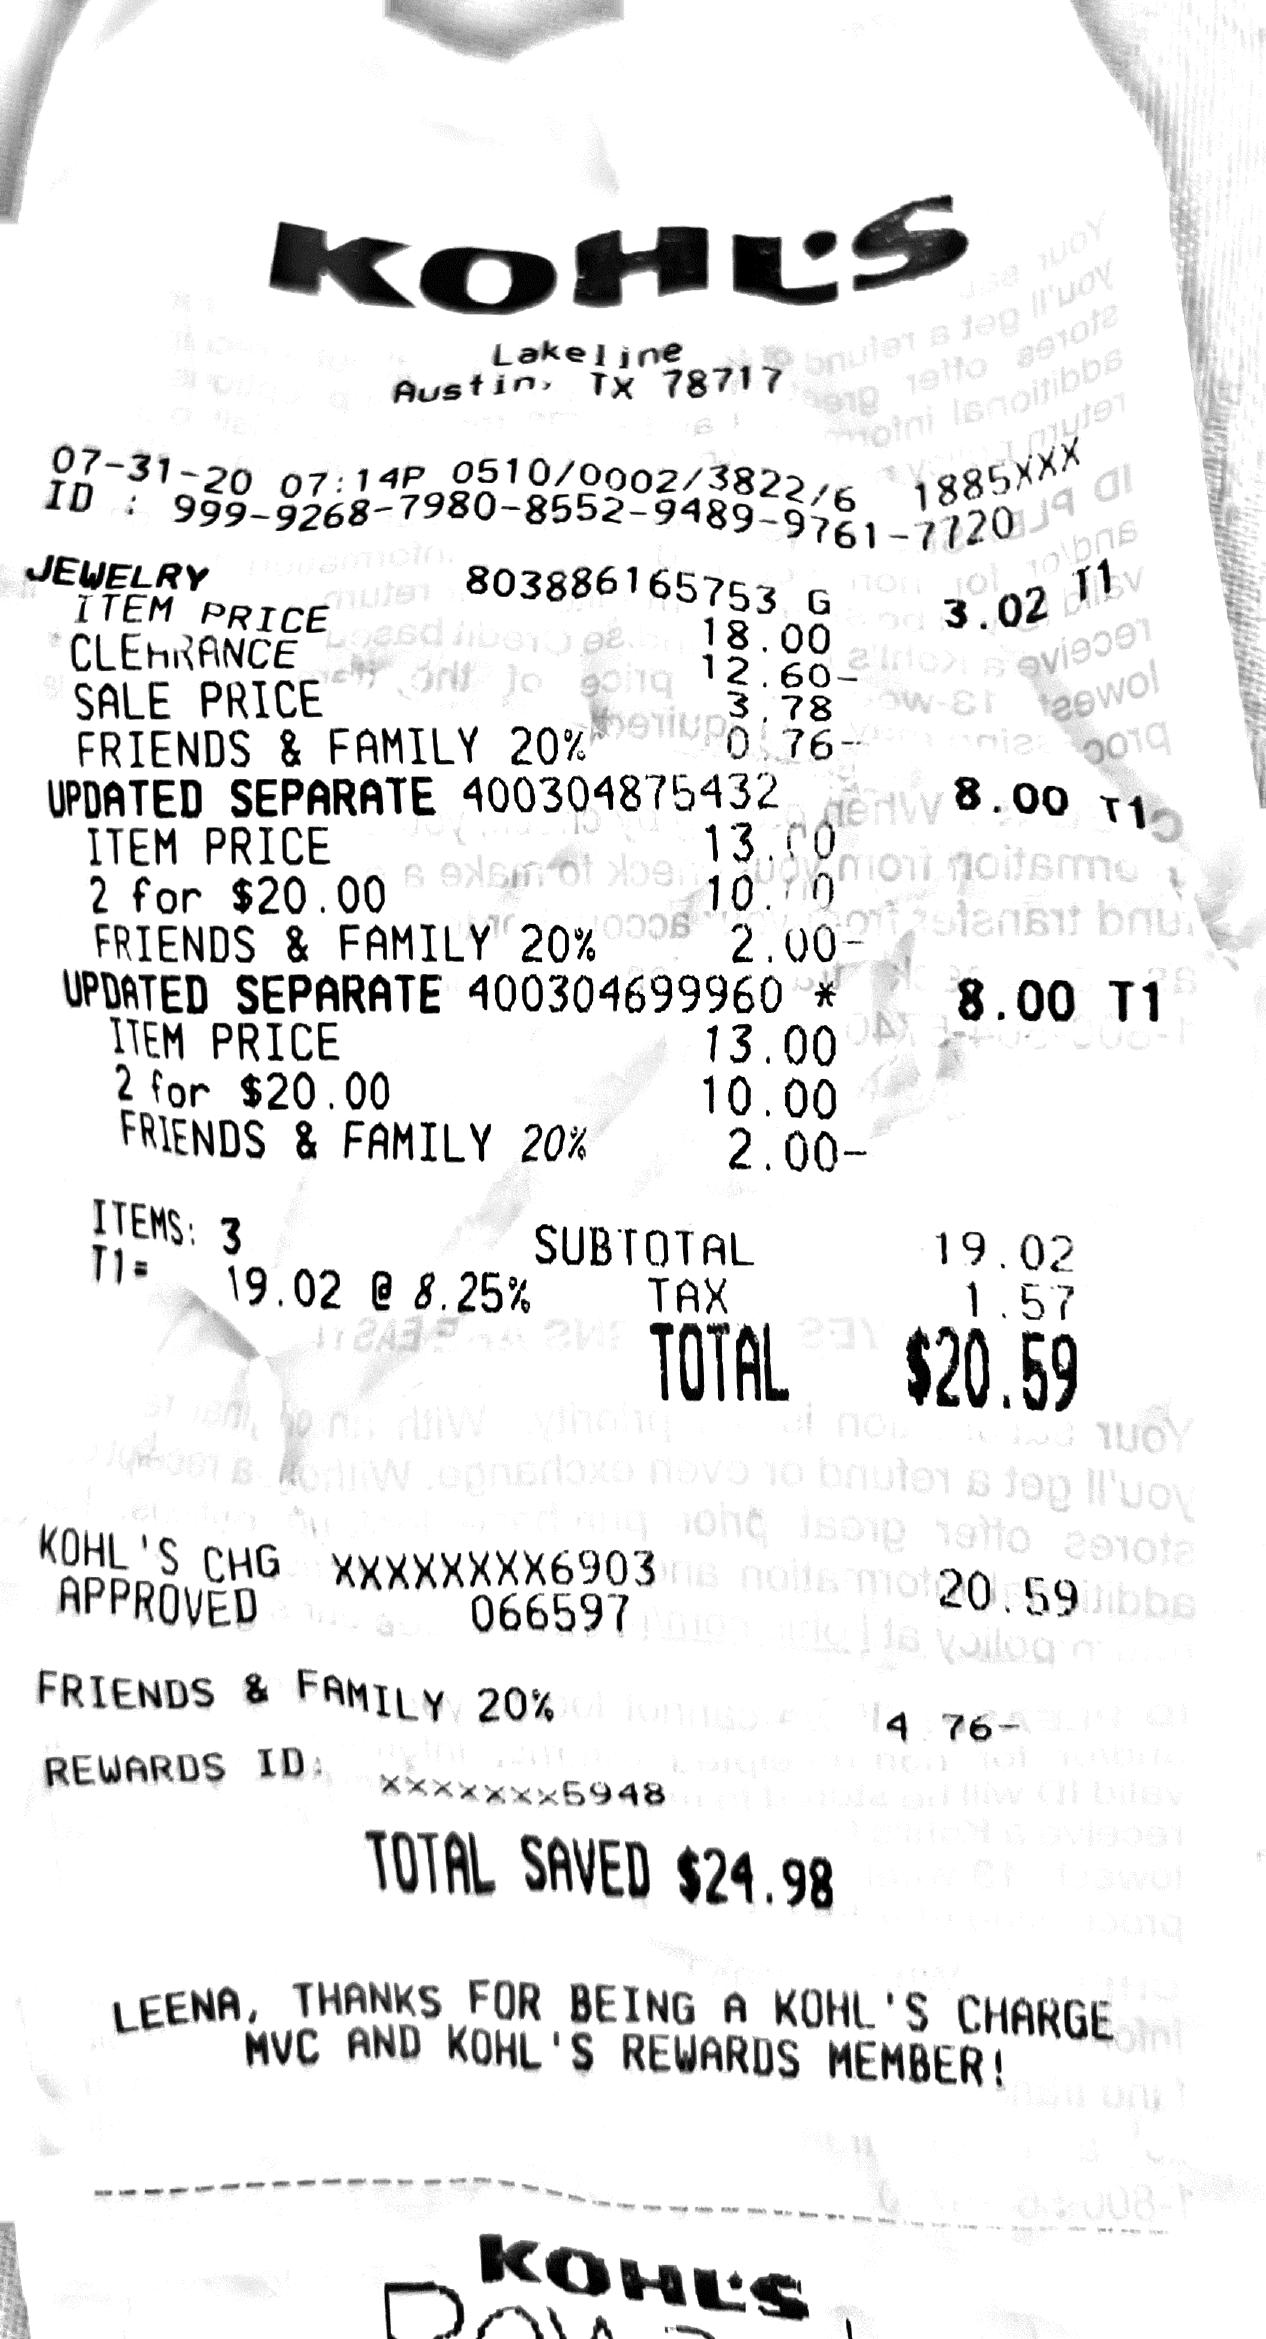 KOHL'S
Lakeline
Austin, TX 78717
07-31-20 07:14P 0510/0002/3822/6 1885XXX
ID : 999-9268-7980-8552-9489-9761-7720
JEWELRY 803886165753 G 3.02 T1
ITEM PRICE 18.00
CLEARANCE 12.60-
SALE PRICE 3.78
FRIENDS & FAMILY 20% 0.76-
UPDATED SEPARATE 400304875432 8.00 T1
ITEM PRICE 13.00
2 for $20.00 10.00
FRIENDS & FAMILY 20% 2.00-
UPDATED SEPARATE 400304699960 * 8.00 T1
ITEM PRICE 13.00
2 for $20.00 10.00
FRIENDS & FAMILY 20% 2.00-
ITEMS: 3 SUBTOTAL 19.02
T1= 19.02 @ 8.25% TAX 1.57
TOTAL $20.59
KOHL'S CHG XXXXXXXX6903 20.59
APPROVED 066597
FRIENDS & FAMILY 20% 4 76-
REWARDS ID: xxxxxxx5948
TOTAL SAVED $24.98
LEENA, THANKS FOR BEING A KOHL'S CHARGE
MVC AND KOHL'S REWARDS MEMBER!
KOHL'S